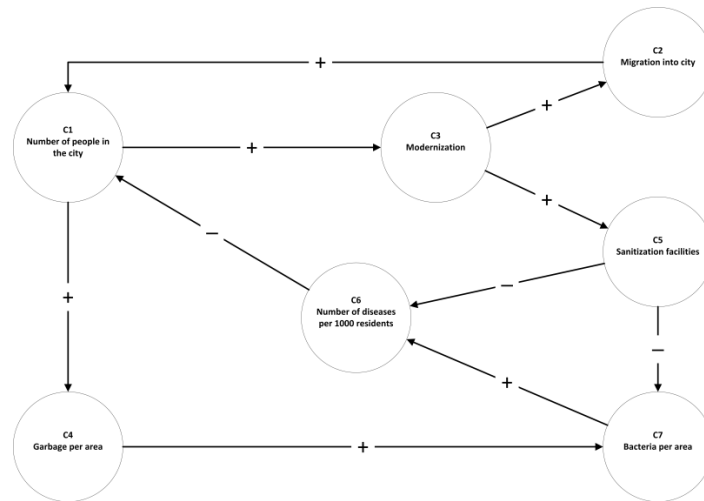 C2
Migration into city
+
C1
Number of people in
the city
+
C3
Modernization
+
+
C5
Sanitization facilities
−
−
C6
Number of diseases
per 1000 residents
+
−
+
C4
Garbage per area
+
C7
Bacteria per area